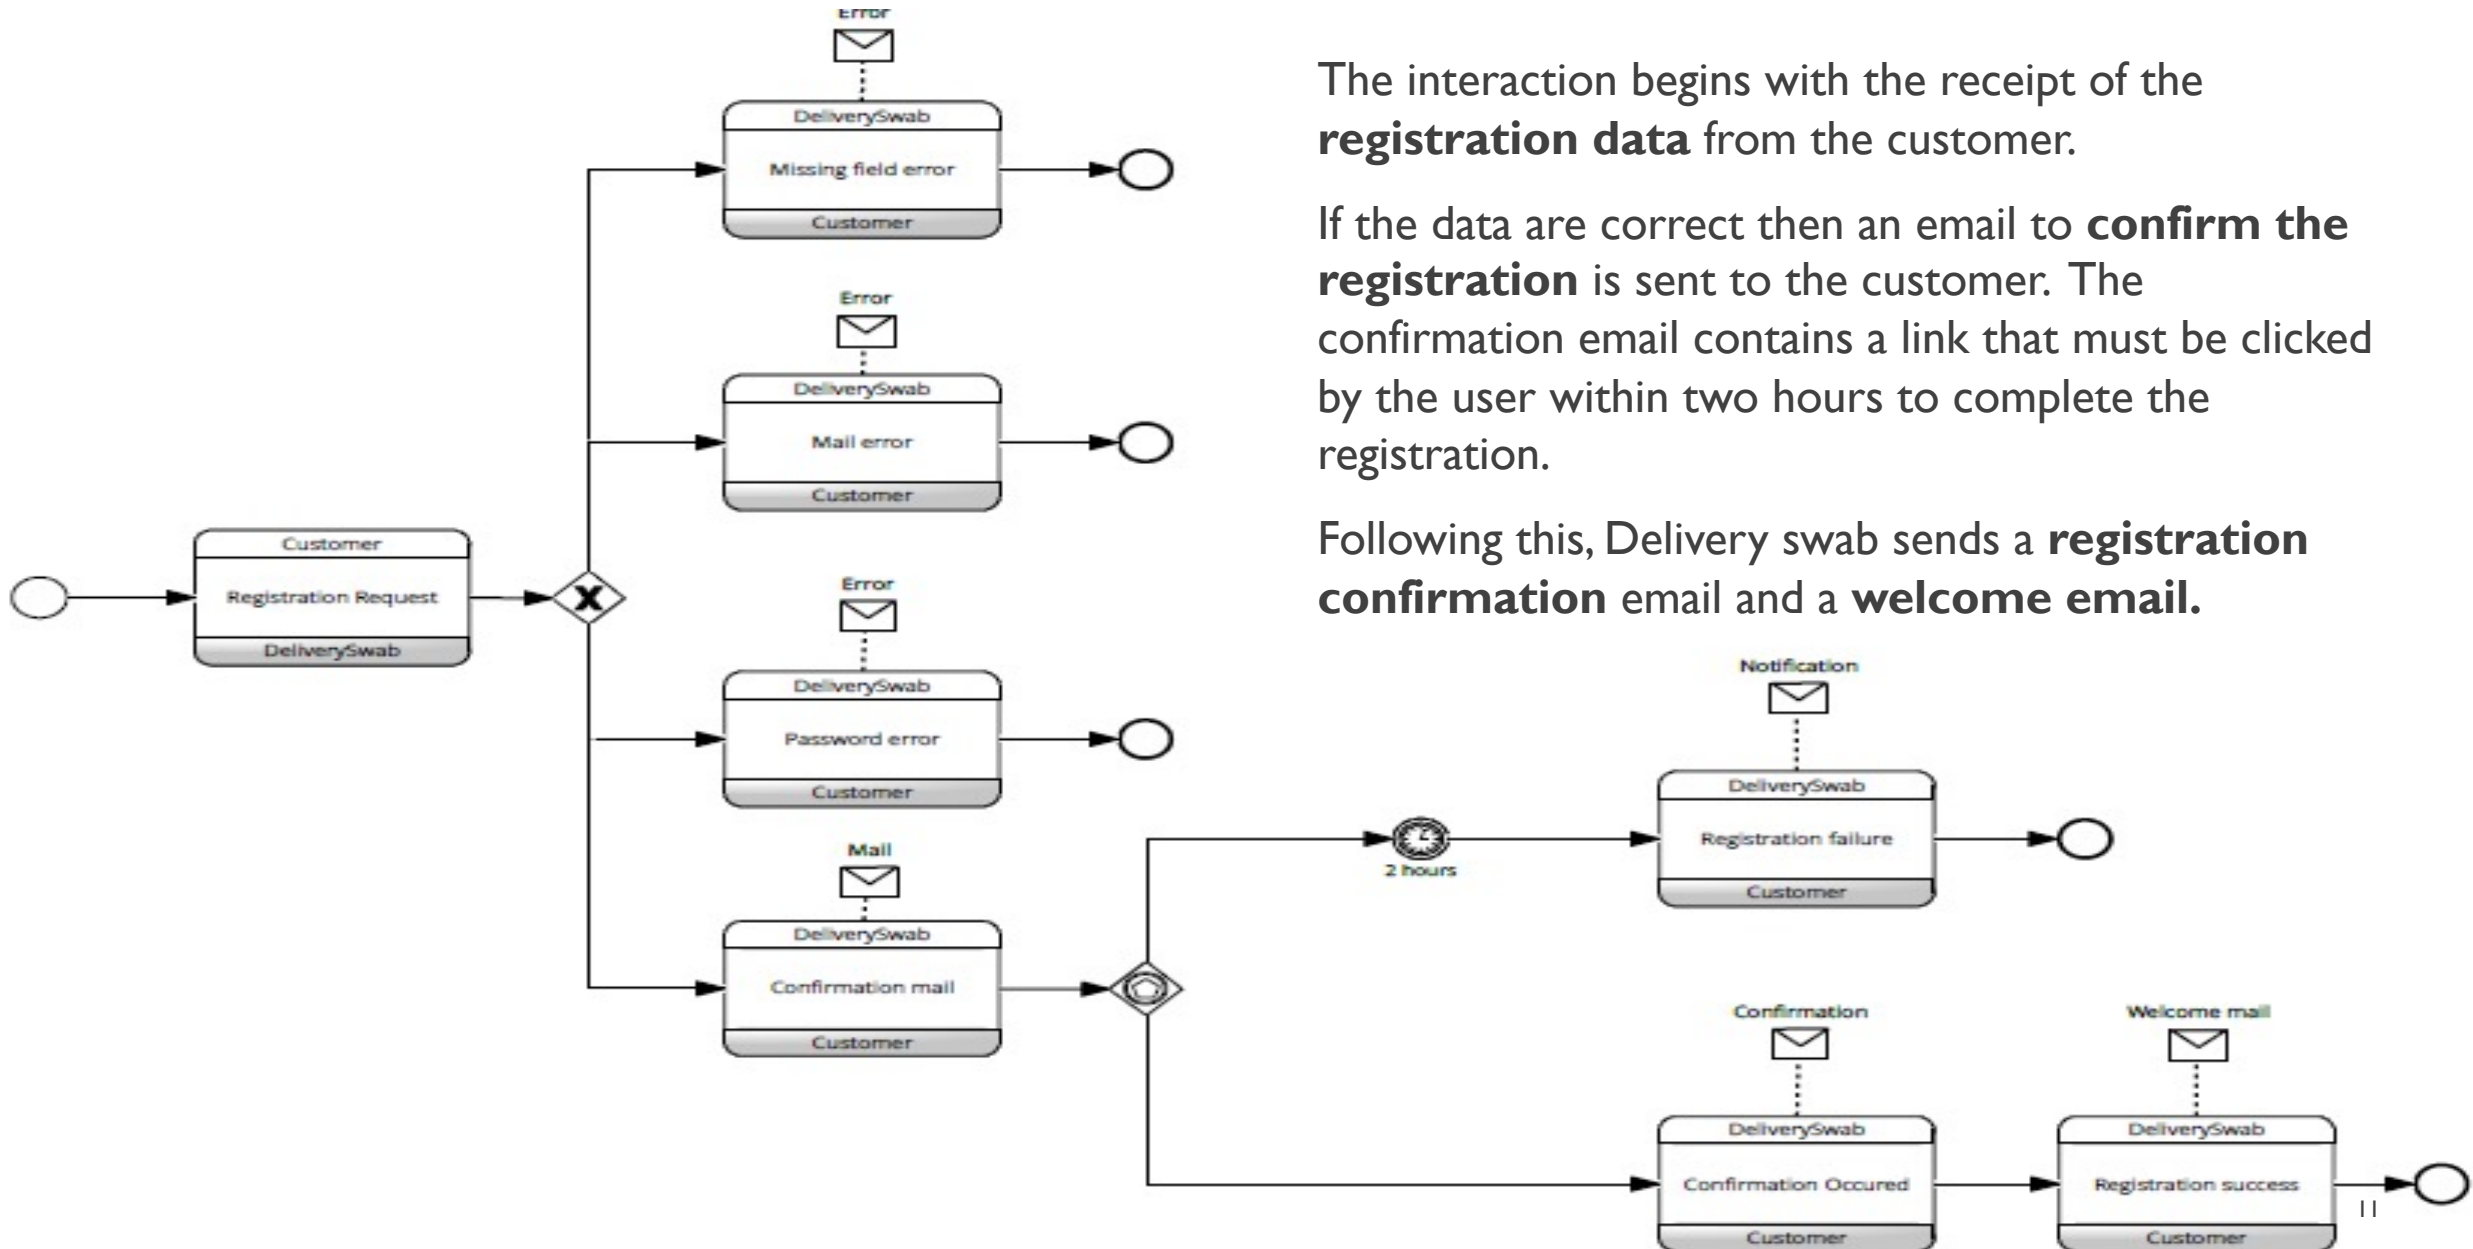 Error
DeliverySwab
Missing field error
Customer
Error
DeliverySwab
Mail error
Customer
Customer
Registration Request
DeliverySwab
X
Error
DeliverySwab
Password error
Customer
Mail
DeliverySwab
Confirmation mail
Customer
The interaction begins with the receipt of the
registration data from the customer.
If the data are correct then an email to confirm the
registration is sent to the customer. The
confirmation email contains a link that must be clicked
by the user within two hours to complete the
registration.
Following this, Delivery swab sends a registration
confirmation email and a welcome email.
2 hours
Notification
DeliverySwab
Registration failure
Customer
Confirmation
DeliverySwab
Confirmation Occured
Customer
Welcome mail
DeliverySwab
Registration success
Customer
11